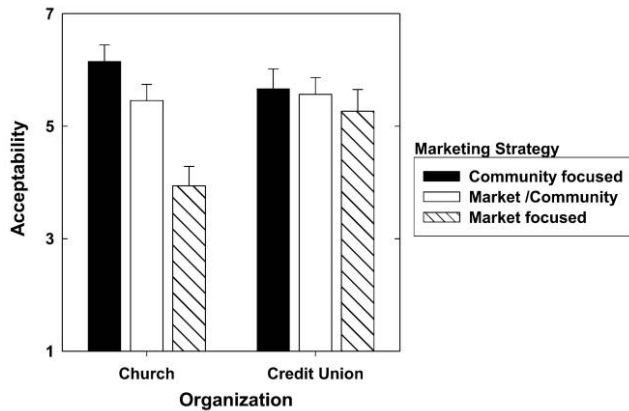 7
5
3
1
Acceptability
Church
Credit Union
Organization
Marketing Strategy
Community focused
Market /Community
Market focused